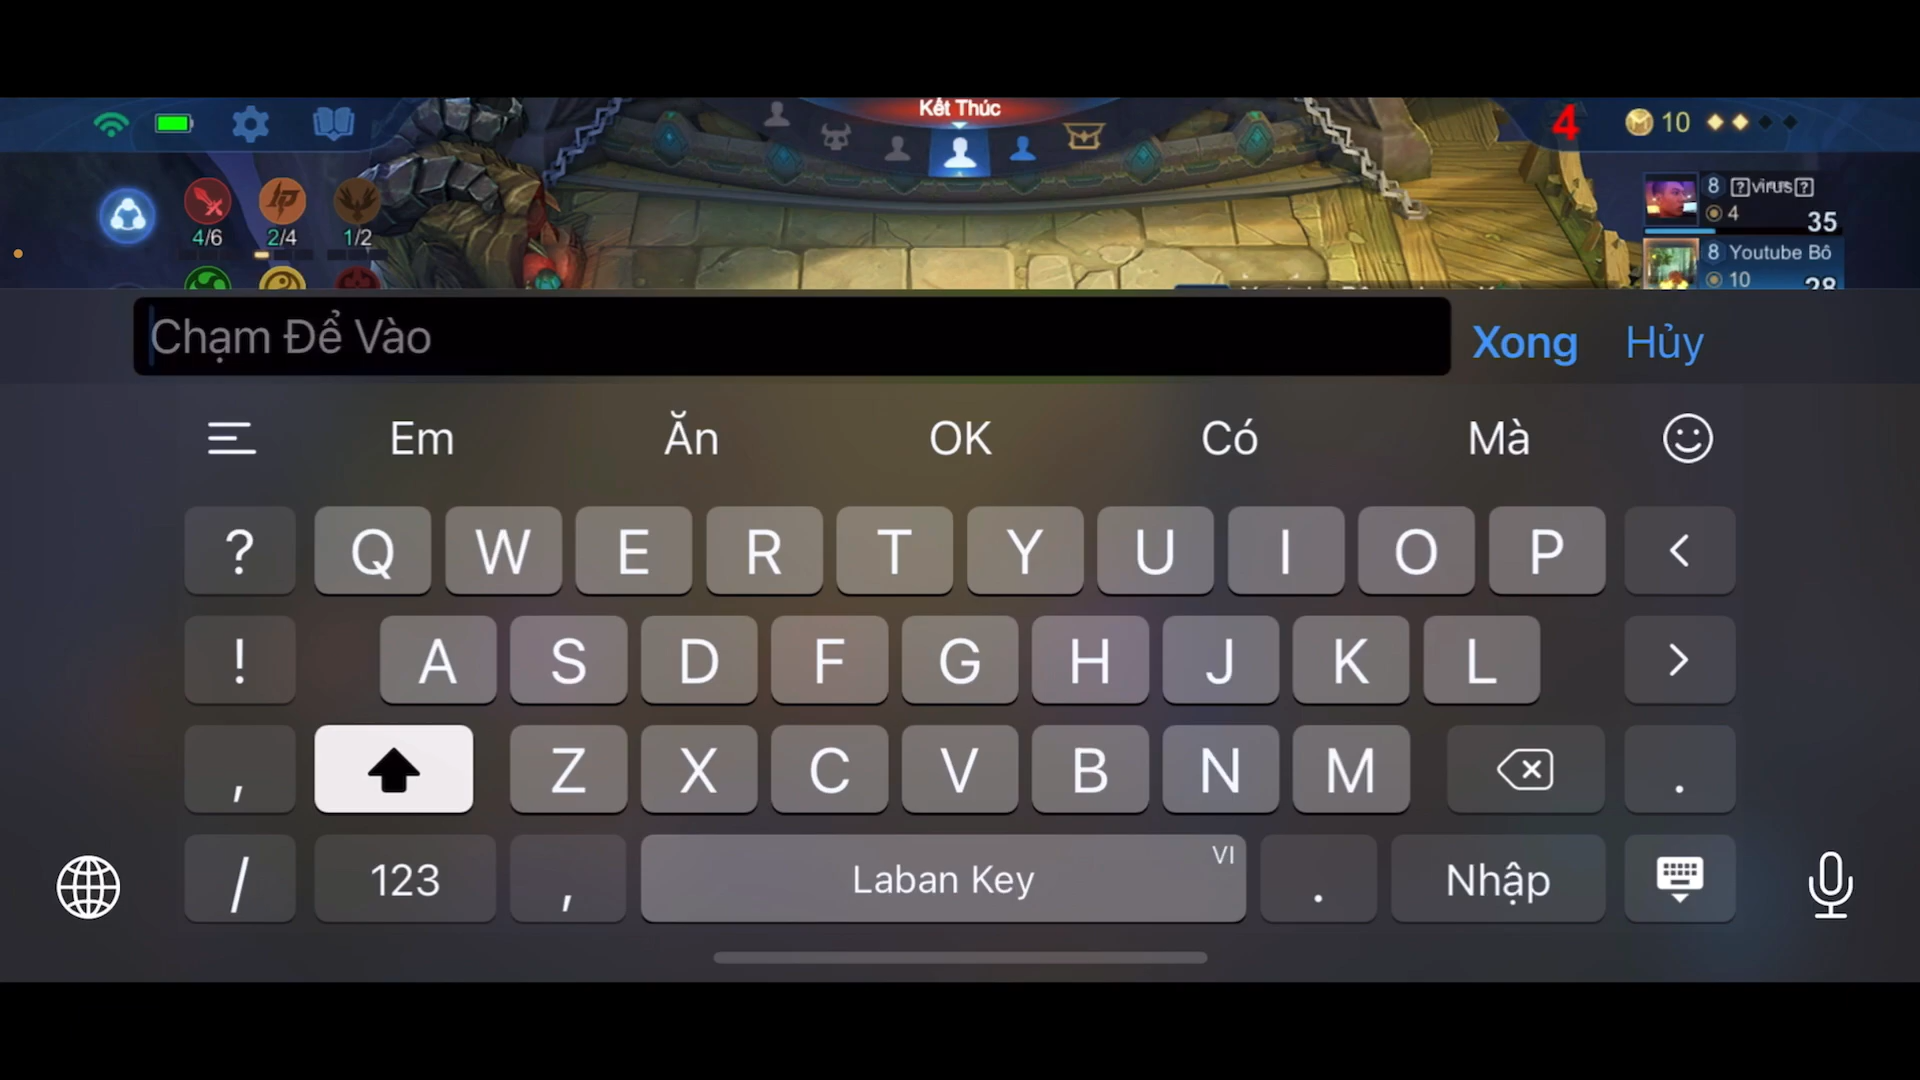 Kết Thúc
4
10
4/6
2/4
1/2
8 virus
4
35
8 Youtube Bô
10
28
Chạm Để Vào
Xong
Hủy
Em
Ăn
OK
Có
Mà
? Q W E R T Y U I O P <
! A S D F G H J K L >
, Z X C V B N M .
/ 123 , Laban Key VI . Nhập